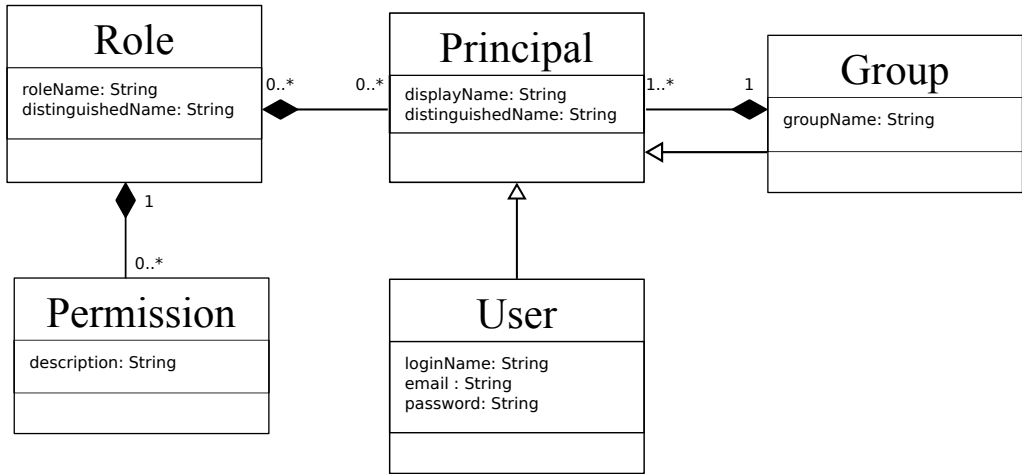 Role
roleName: String
distinguishedName: String
0..*
0..*
Principal
displayName: String
distinguishedName: String
1..*
1
Group
groupName: String
1
0..*
Permission
description: String
User
loginName: String
email : String
password: String